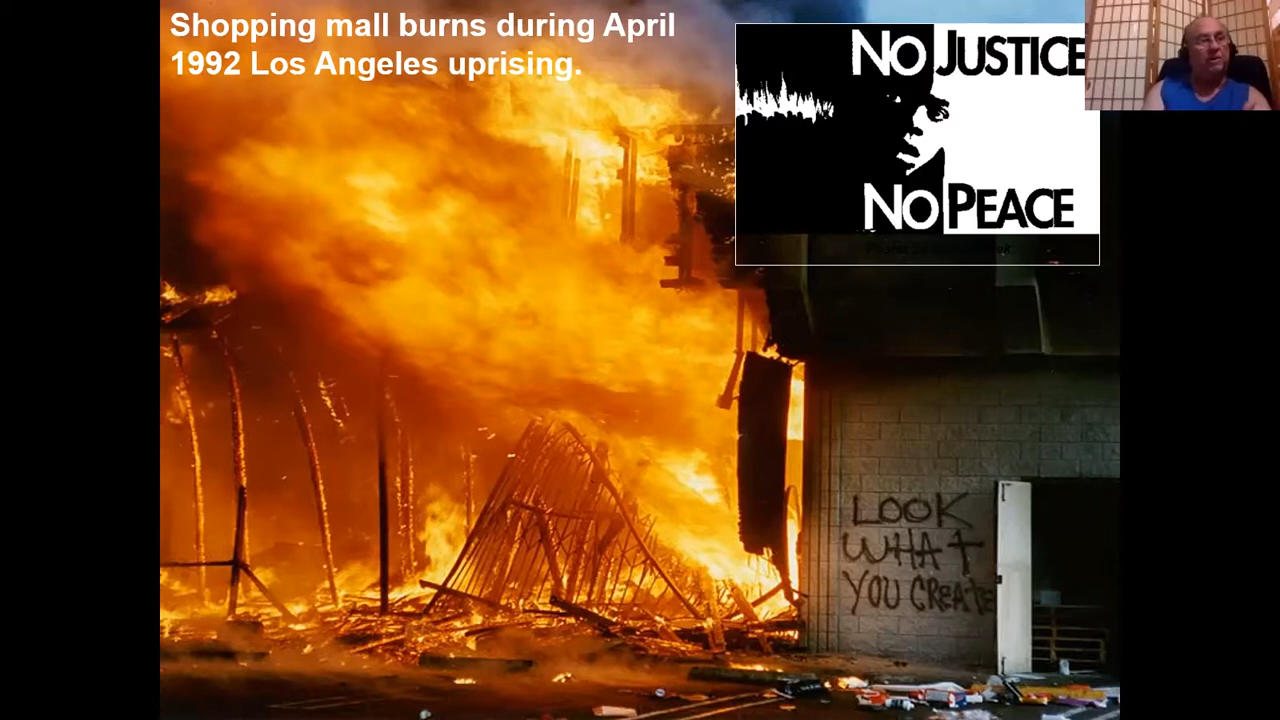 Shopping mall burns during April
1992 Los Angeles uprising.
NO JUSTICE
NO PEACE
LOOK
WHAT
YOU CREATE